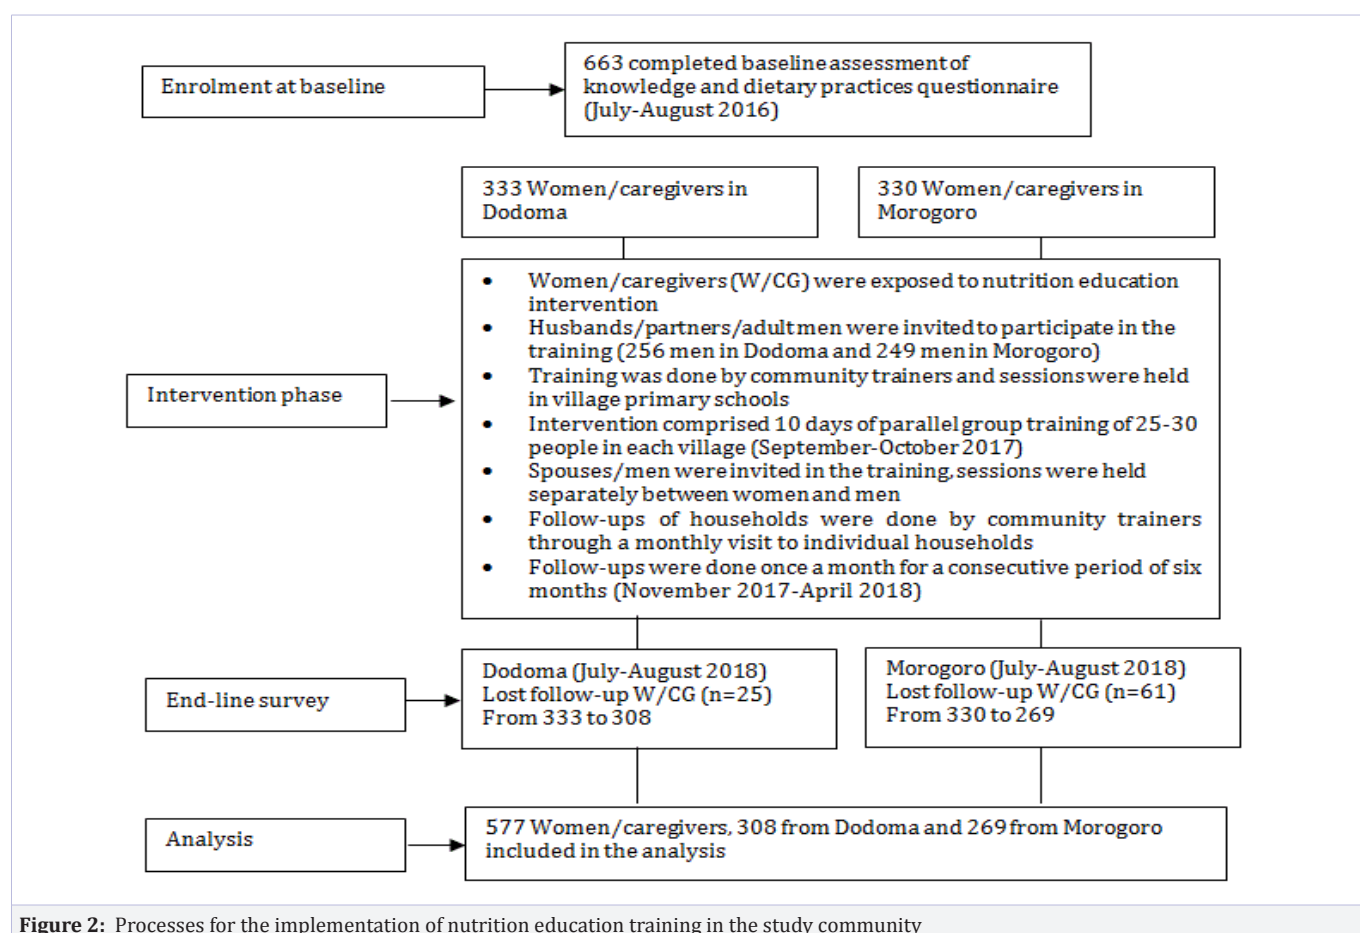 Enrolment at baseline
663 completed baseline assessment of
knowledge and dietary practices questionnaire
(July-August 2016)
333 Women/caregivers in
Dodoma
330 Women/caregivers in
Morogoro
Intervention phase
• Women/caregivers (W/CG) were exposed to nutrition education
intervention
• Husbands/partners/adult men were invited to participate in the
training (256 men in Dodoma and 249 men in Morogoro)
• Training was done by community trainers and sessions were held
in village primary schools
• Intervention comprised 10 days of parallel group training of 25-30
people in each village (September-October 2017)
• Spouses/men were invited in the training, sessions were held
separately between women and men
• Follow-ups of households were done by community trainers
through a monthly visit to individual households
• Follow-ups were done once a month for a consecutive period of six
months (November 2017-April 2018)
End-line survey
Dodoma (July-August 2018)
Lost follow-up W/CG (n=25)
From 333 to 308
Morogoro (July-August 2018)
Lost follow-up W/CG (n=61)
From 330 to 269
Analysis
577 Women/caregivers, 308 from Dodoma and 269 from Morogoro
included in the analysis
Figure 2: Processes for the implementation of nutrition education training in the study community